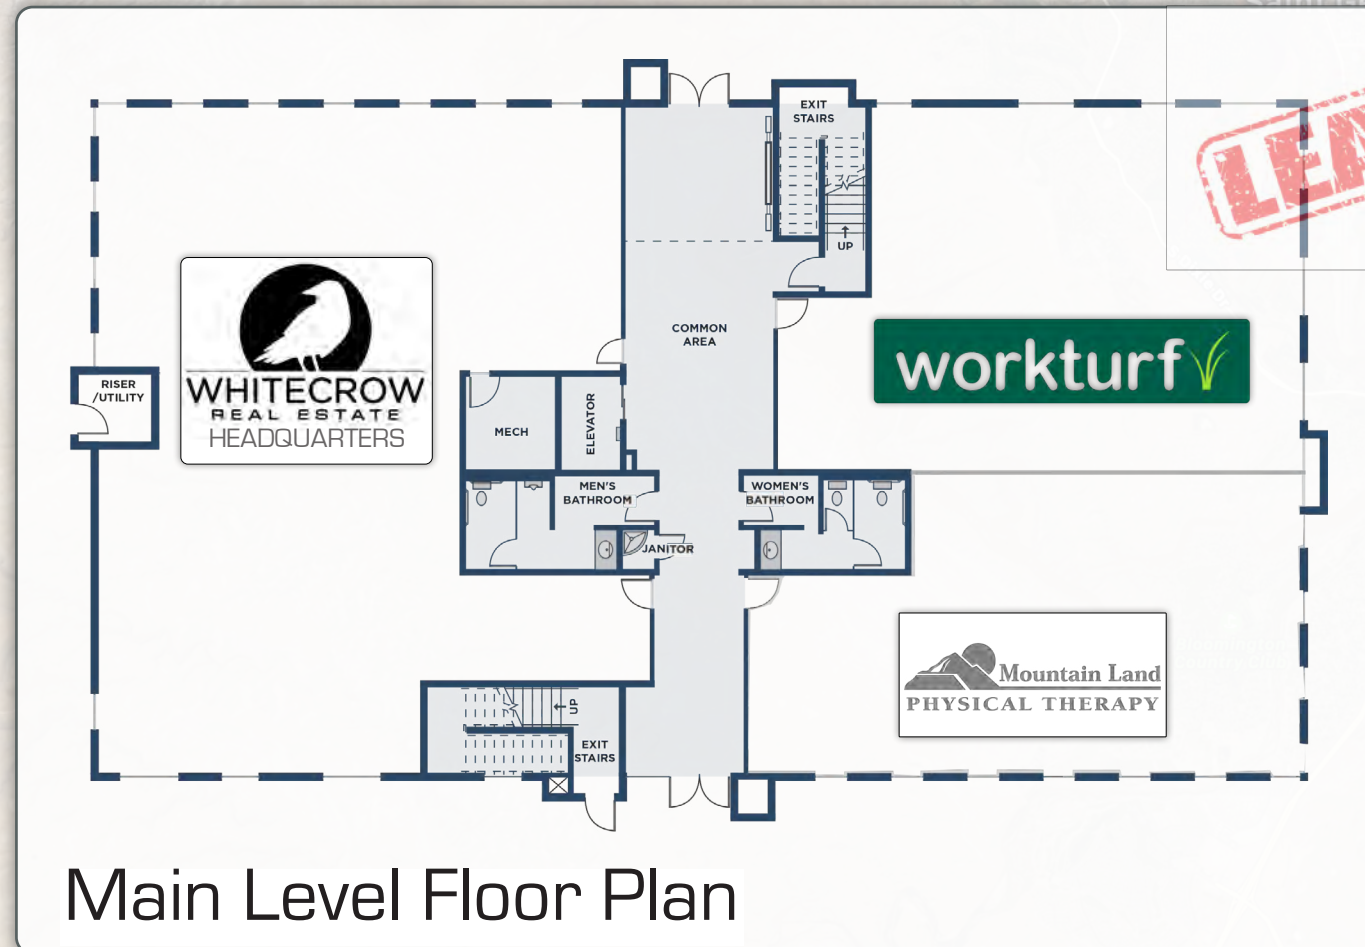 EXIT
STAIRS
UP
COMMON
AREA
WHITECROW
REAL ESTATE
HEADQUARTERS
workturf
RISER
/UTILITY
MECH
ELEVATOR
MEN'S
BATHROOM
WOMEN'S
BATHROOM
JANITOR
Mountain Land
PHYSICAL THERAPY
UP
EXIT
STAIRS
Main Level Floor Plan